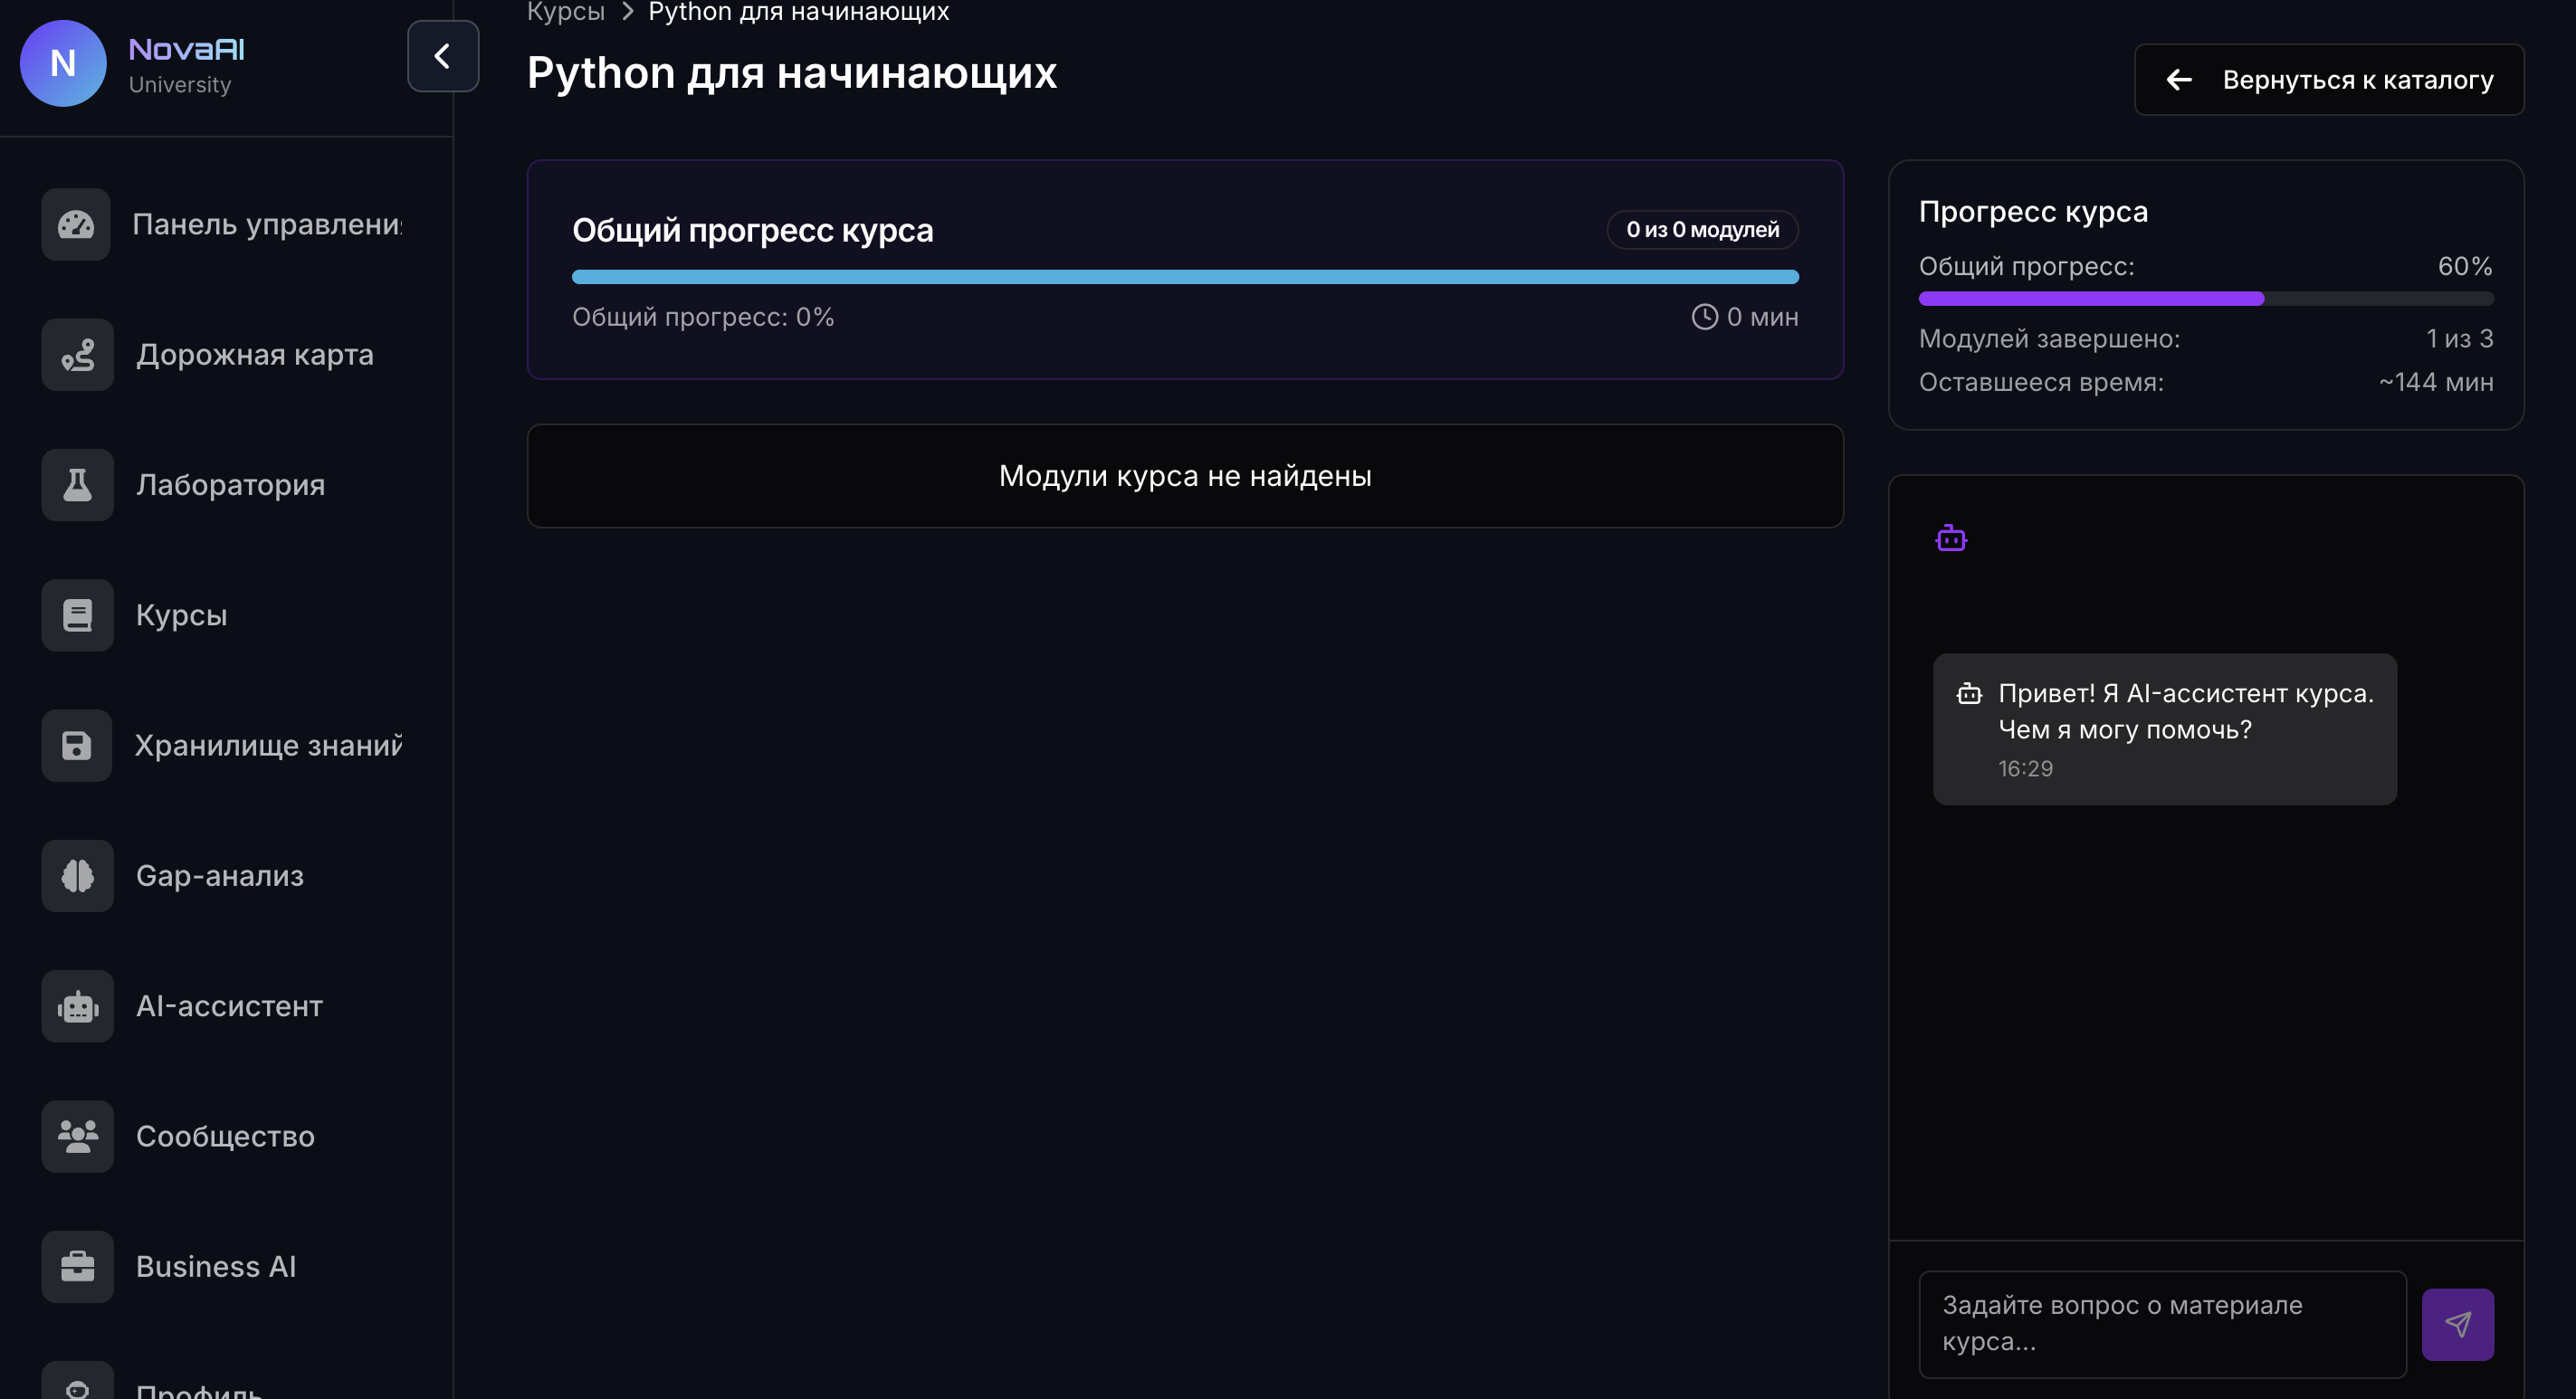 N
NovaAI
University
Панель управления
Дорожная карта
Лаборатория
Курсы
Хранилище знаний
Gap-анализ
AI-ассистент
Сообщество
Business AI
Профиль
Курсы > Python для начинающих
Python для начинающих
Вернуться к каталогу
Общий прогресс курса
0 из 0 модулей
Общий прогресс: 0%
0 мин
Модули курса не найдены
Прогресс курса
Общий прогресс: 60%
Модулей завершено: 1 из 3
Оставшееся время: ~144 мин
Привет! Я AI-ассистент курса.
Чем я могу помочь?
16:29
Задайте вопрос о материале
курса...